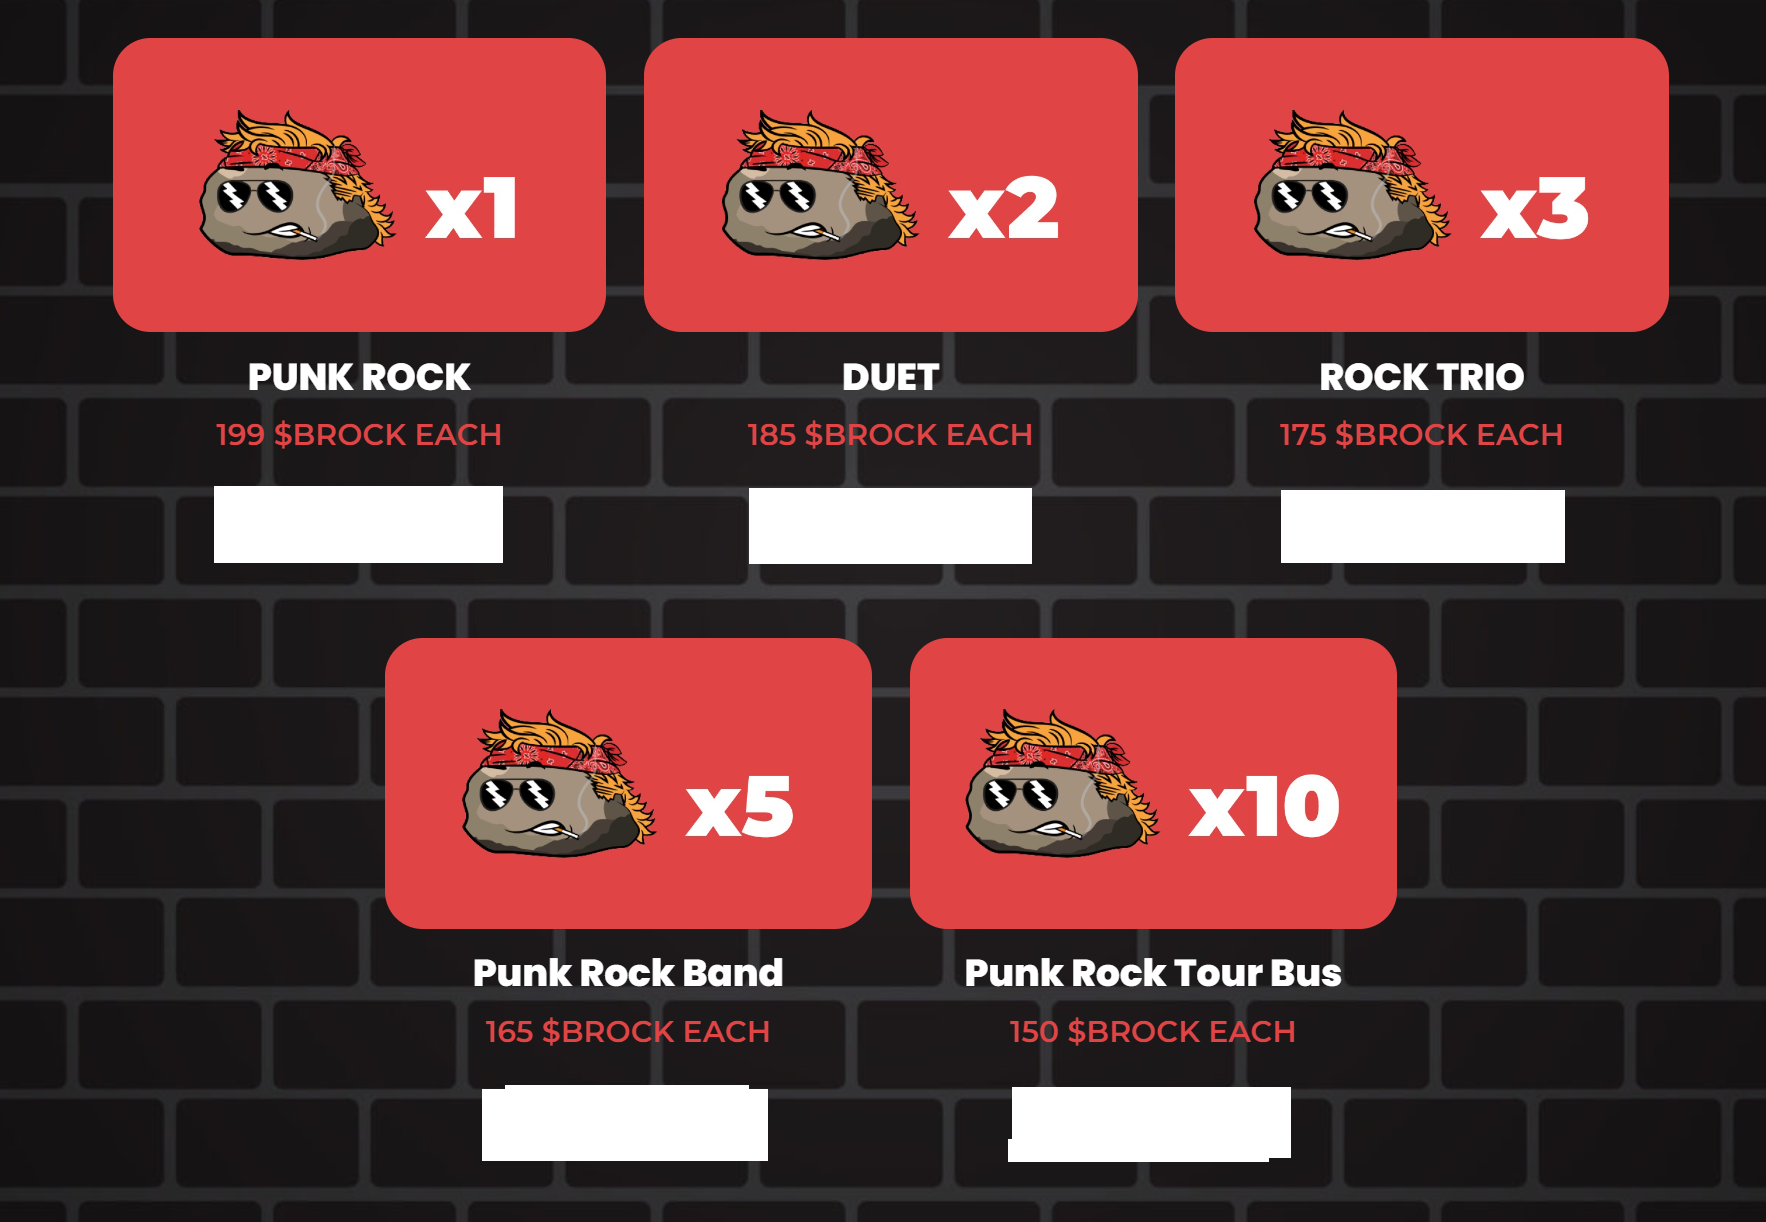 x1
x2
x3
PUNK ROCK
DUET
ROCK TRIO
199 $BROCK EACH
185 $BROCK EACH
175 $BROCK EACH
x5
x10
Punk Rock Band
Punk Rock Tour Bus
165 $BROCK EACH
150 $BROCK EACH